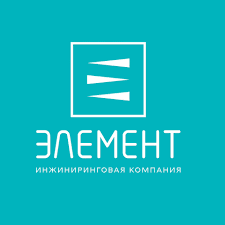 ЭЛЕМЕНТ
ИНЖИНИРИНГОВАЯ КОМПАНИЯ